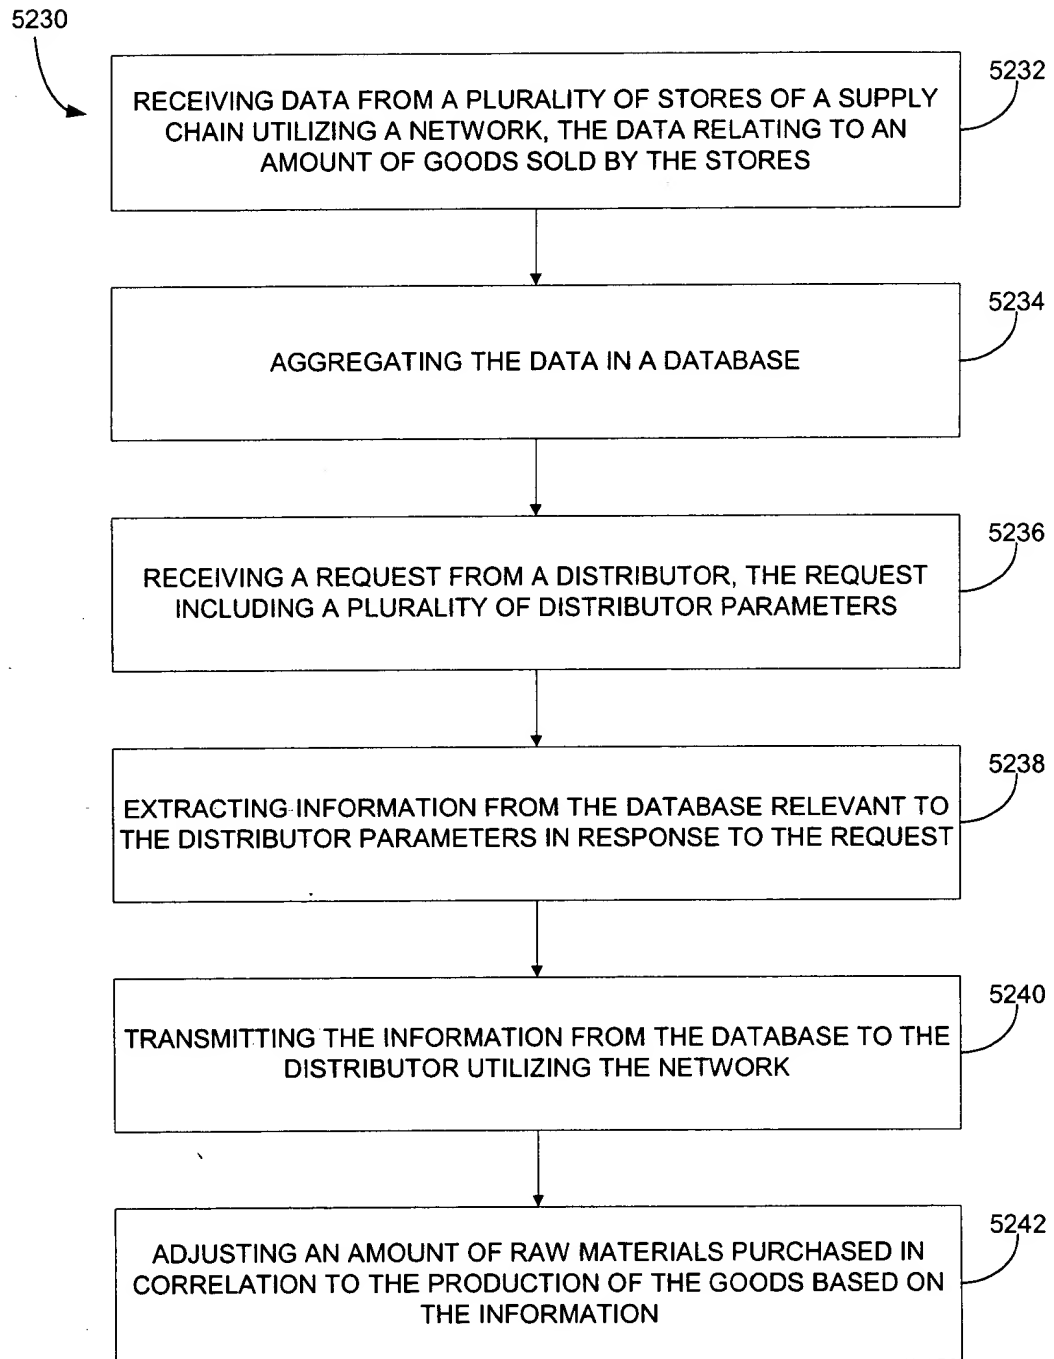 5230
5232
RECEIVING DATA FROM A PLURALITY OF STORES OF A SUPPLY
CHAIN UTILIZING A NETWORK, THE DATA RELATING TO AN
AMOUNT OF GOODS SOLD BY THE STORES
5234
AGGREGATING THE DATA IN A DATABASE
5236
RECEIVING A REQUEST FROM A DISTRIBUTOR, THE REQUEST
INCLUDING A PLURALITY OF DISTRIBUTOR PARAMETERS
5238
EXTRACTING INFORMATION FROM THE DATABASE RELEVANT TO
THE DISTRIBUTOR PARAMETERS IN RESPONSE TO THE REQUEST
5240
TRANSMITTING THE INFORMATION FROM THE DATABASE TO THE
DISTRIBUTOR UTILIZING THE NETWORK
5242
ADJUSTING AN AMOUNT OF RAW MATERIALS PURCHASED IN
CORRELATION TO THE PRODUCTION OF THE GOODS BASED ON
THE INFORMATION